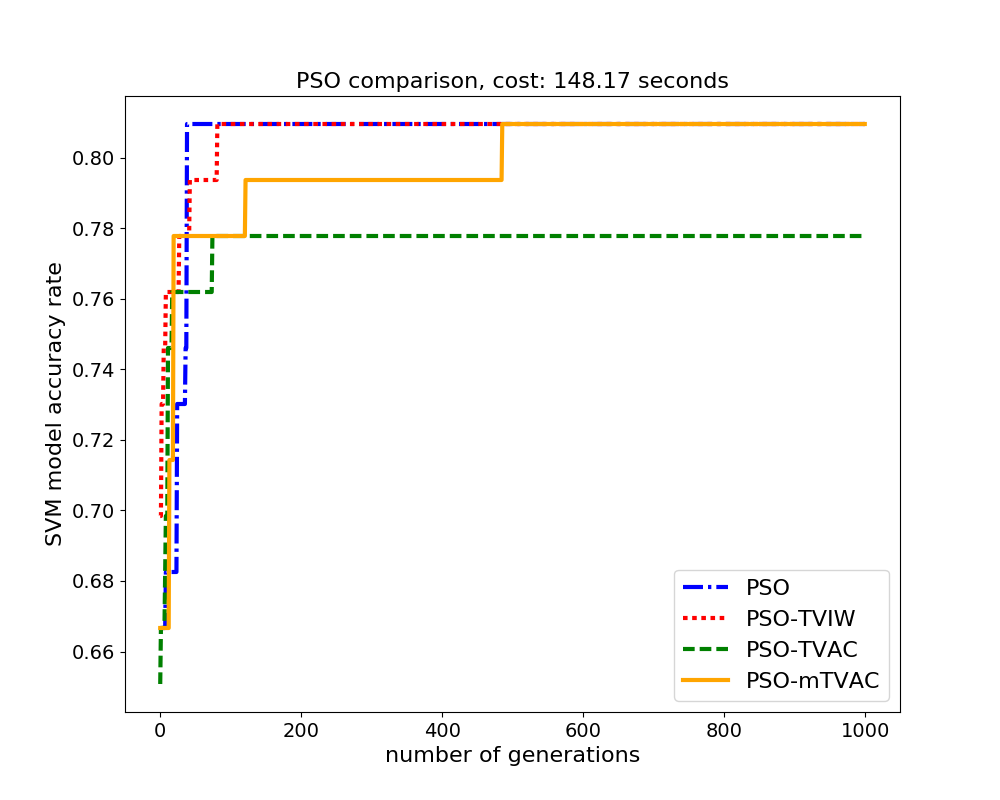 PSO comparison, cost: 148.17 seconds
SVM model accuracy rate
0.80
0.78
0.76
0.74
0.72
0.70
0.68
0.66
PSO
PSO-TVIW
PSO-TVAC
PSO-mTVAC
0 200 400 600 800 1000
number of generations